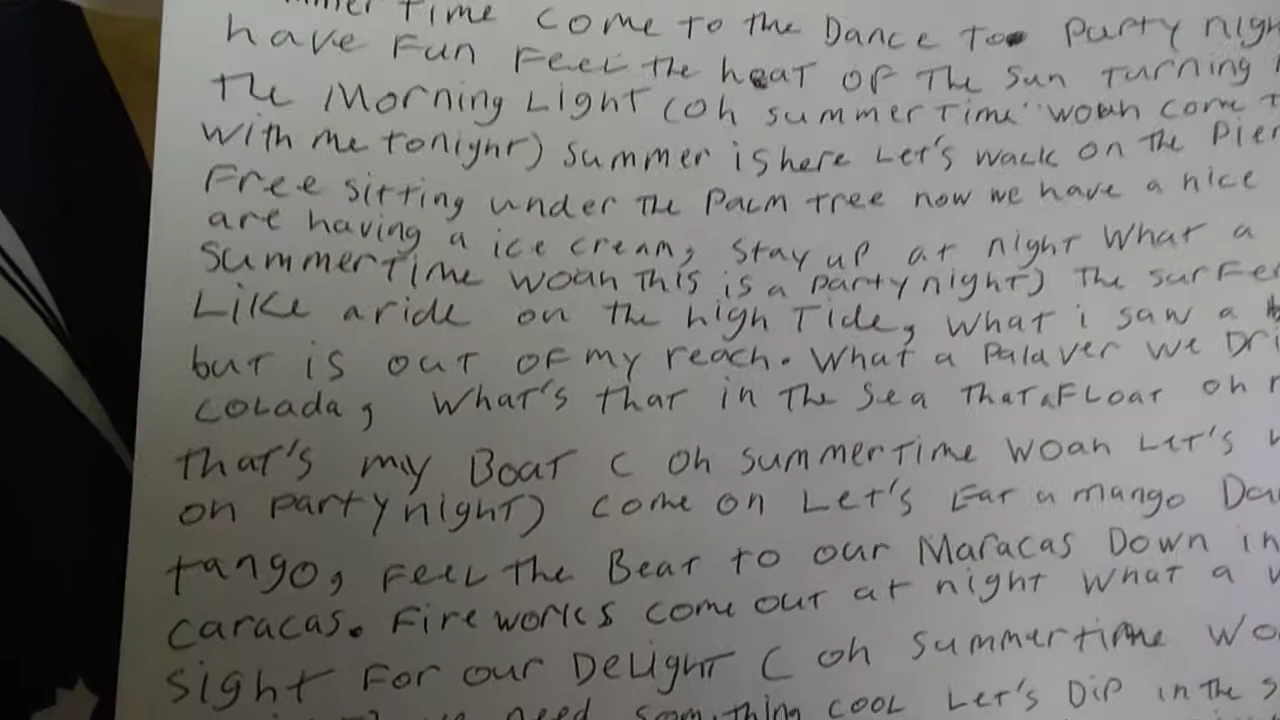 Time come to the Dance too party
have Fun Feel the heat of The Sun Turning
The Morning Light (oh summer Time woah come
with me tonight) Summer is here Let's walk on the Pier
Free sitting under The Palm Tree now we have a nice
are having a ice cream, stay up at night What a
summertime woah This is a party night) The surfer
Like a ride on The high Tide, What i saw a
but is out of my reach. What a Palaver we
Colada, What's that in The Sea That a Float oh
that's my Boat ( oh summertime woah Let's
on party night) come on Let's Eat a mango
tango, Feel the Beat to our Maracas Down in
caracas. Fireworks come out at night what a
sight For our Delight ( oh summertime
need something cool Let's Dip in the